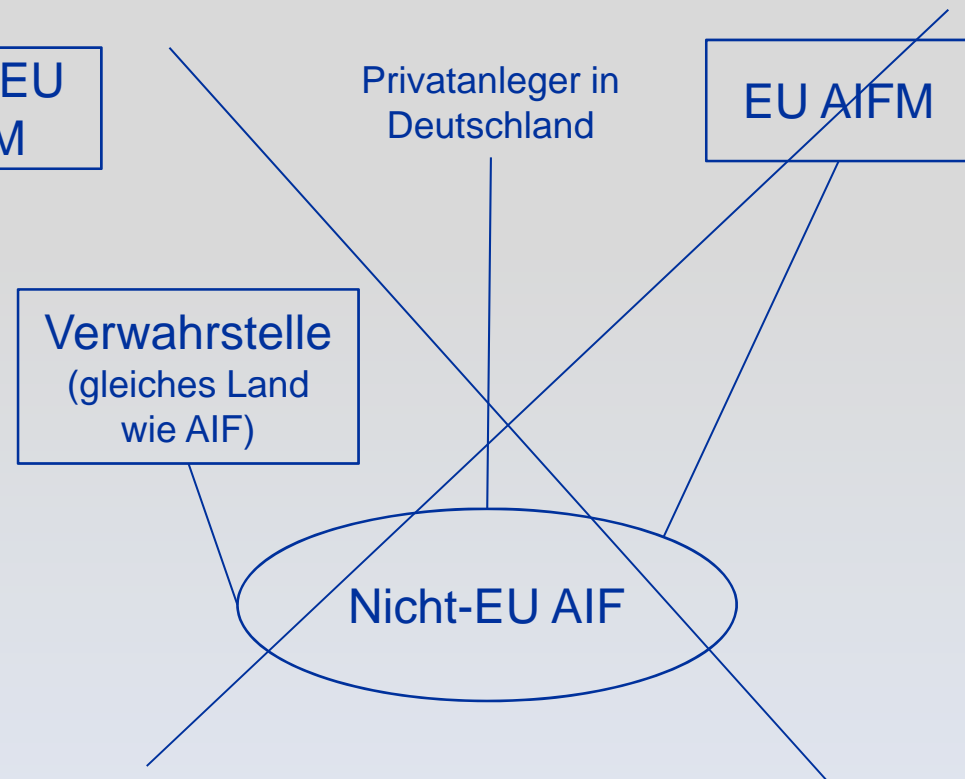 EU
M
Privatanleger in
Deutschland
EU AIFM
Verwahrstelle
(gleiches Land
wie AIF)
Nicht-EU AIF